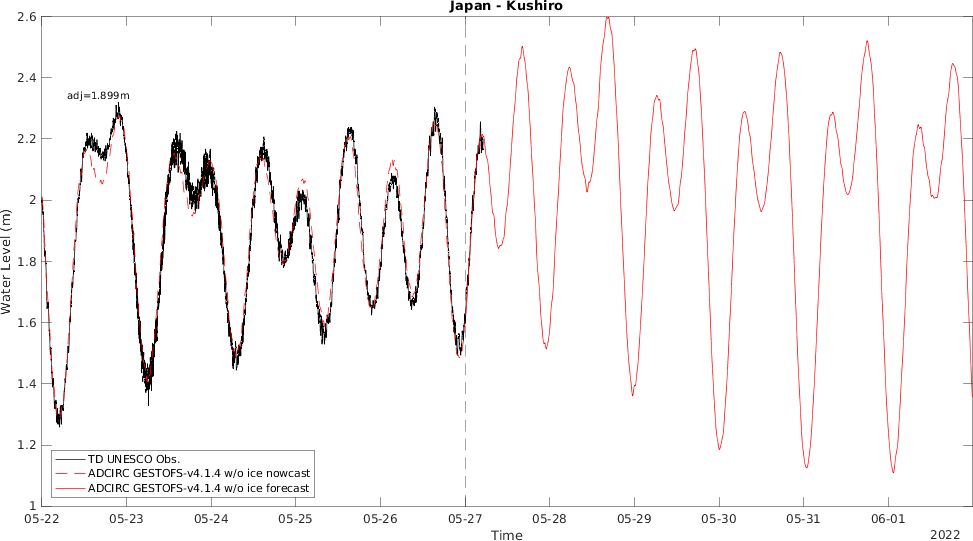 Japan - Kushiro
2.6
2.4
adj=1.899m
2.2
2
Water Level (m)
1.8
1.6
1.4
1.2
TD UNESCO Obs.
ADCIRC GESTOFS-v4.1.4 w/o ice nowcast
ADCIRC GESTOFS-v4.1.4 w/o ice forecast
1
05-22 05-23 05-24 05-25 05-26 05-27 05-28 05-29 05-30 05-31 06-01
Time
2022